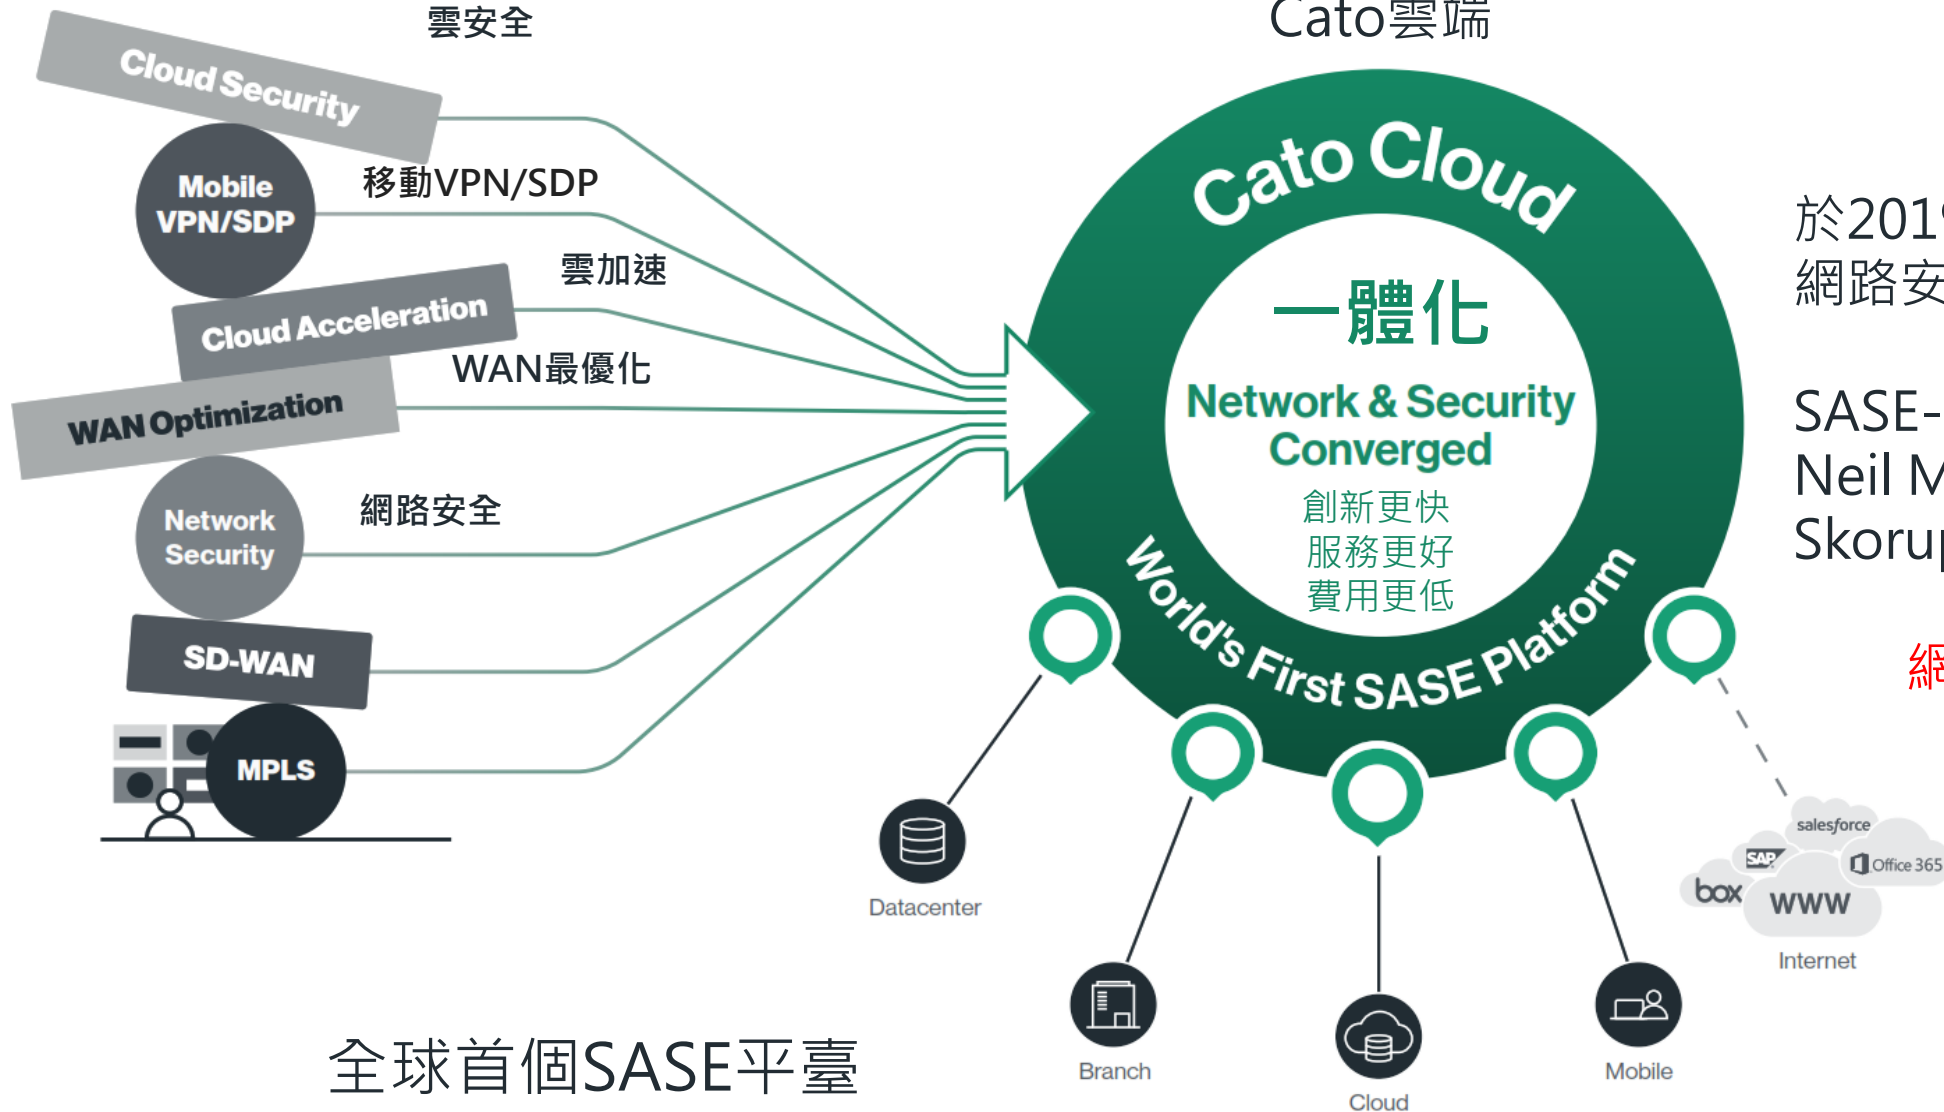 雲安全
Cloud Security
Mobile
VPN/SDP
移動VPN/SDP
雲加速
Cloud Acceleration
WAN最優化
WAN Optimization
網路安全
Network
Security
SD-WAN
MPLS
Cato雲端
Cato Cloud
一體化
Network & Security
Converged
創新更快
服務更好
費用更低
World's First SASE Platform
於201
網路安
SASE-
Neil M
Skorup
網
salesforce
SAP
Office 365
box
www
Internet
Datacenter
Branch
Cloud
Mobile
全球首個SASE平臺